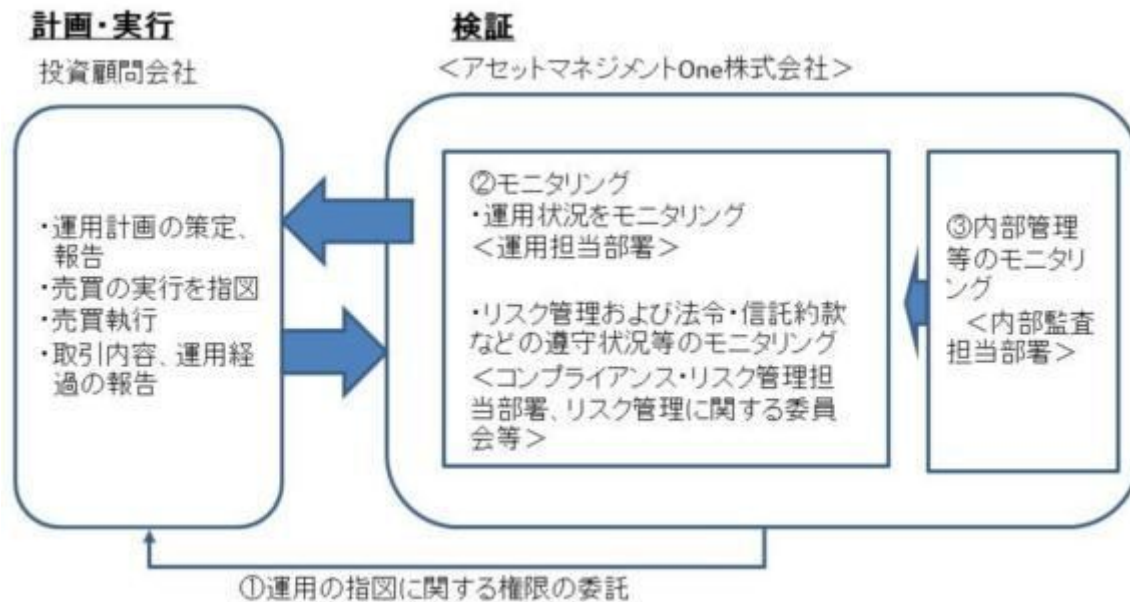 計画・実行
投資顧問会社
・運用計画の策定、
報告
・売買の実行を指図
・売買執行
・取引内容、運用経
過の報告
検証
＜アセットマネジメントOne株式会社＞
②モニタリング
・運用状況をモニタリング
＜運用担当部署＞
・リスク管理および法令・信託約款
などの遵守状況等のモニタリング
＜コンプライアンス・リスク管理担
当部署、リスク管理に関する委員
会等＞
③内部管理
等のモニタリ
ング
＜内部監査
担当部署＞
①運用の指図に関する権限の委託